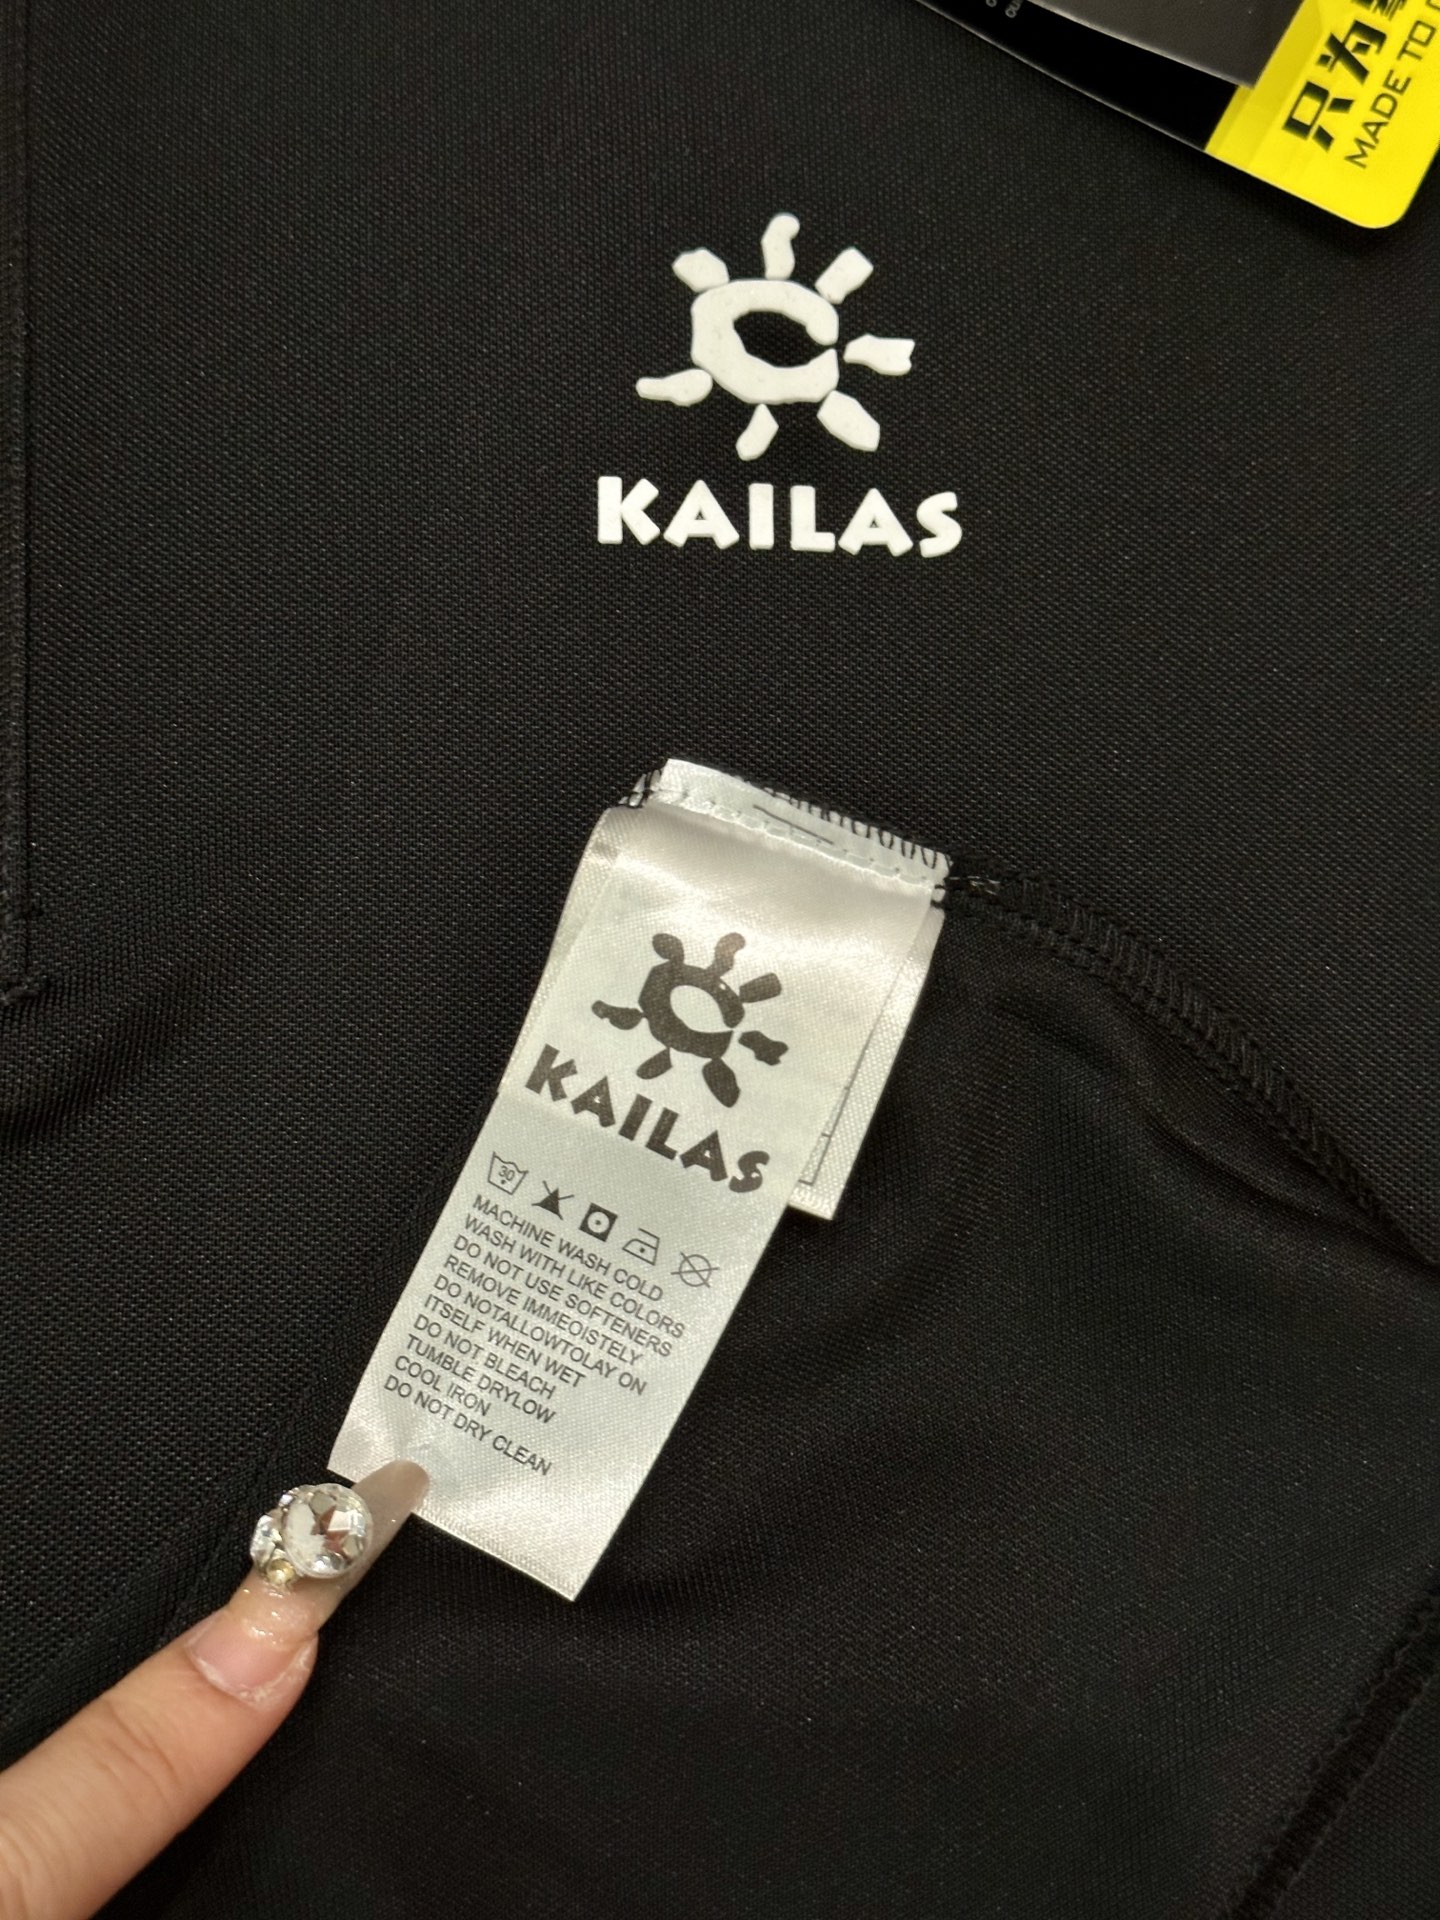 只为
MADE TO
KAILAS
KAILAS
30
MACHINE WASH COLD
WASH WITH LIKE COLORS
DO NOT USE SOFTENERS
REMOVE IMMEOISTELY
DO NOTALLOWTOLAY ON
ITSELF WHEN WET
DO NOT BLEACH
TUMBLE DRYLOW
COOL IRON
DO NOT DRY CLEAN